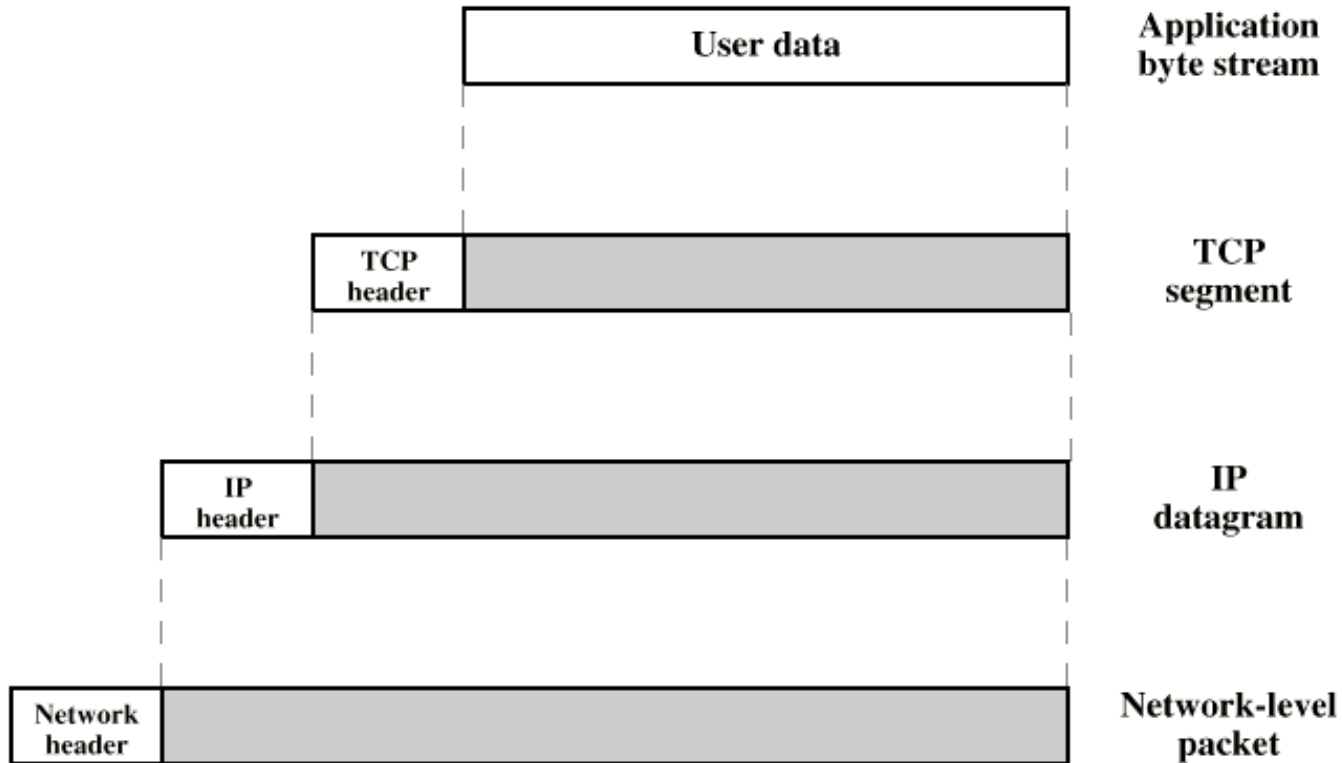 User data
Application
byte stream
TCP
header
TCP
segment
IP
header
IP
datagram
Network
header
Network-level
packet